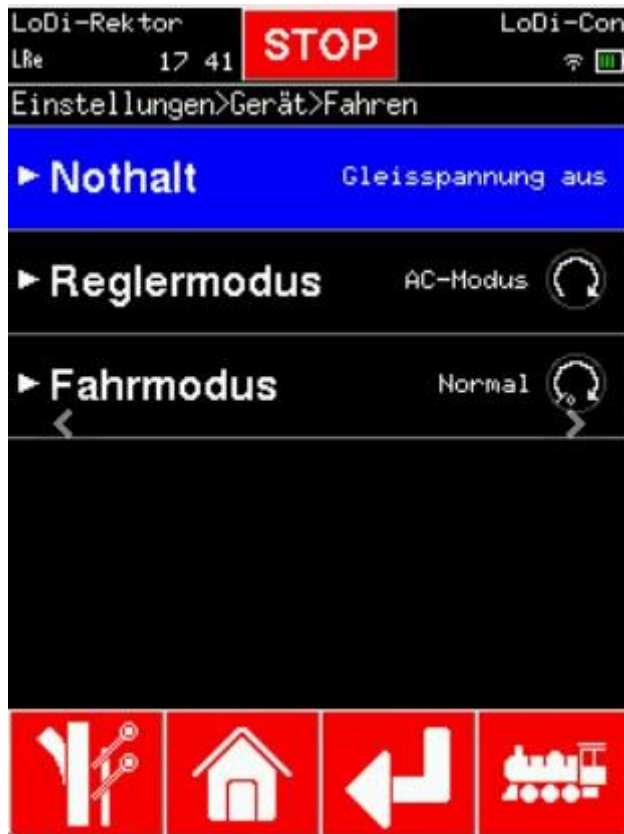 LoDi-Rektor
STOP
LoDi-Con
LRe 17 41
Einstellungen>Gerät>Fahren
Nothalt Gleisspannung aus
Reglermodus AC-Modus
Fahrmodus Normal